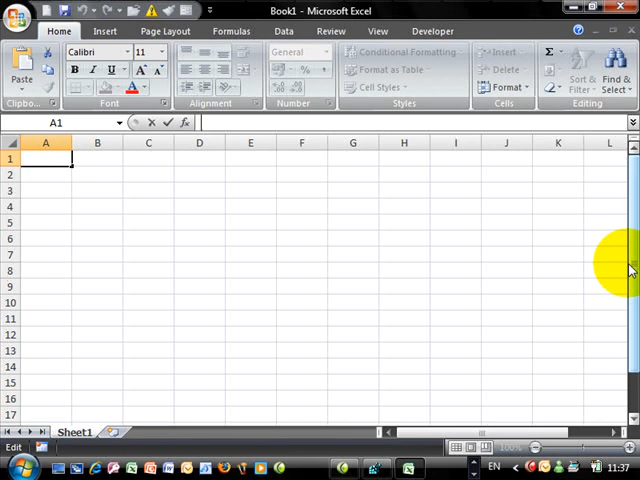 Book1 - Microsoft Excel
Home Insert Page Layout Formulas Data Review View Developer
Calibri 11 General Conditional Formatting Insert Σ
Paste B I U A A Format as Table Delete Sort & Filter Find & Select
% , Cell Styles Format
Clipboa... Font Alignment Number Styles Cells Editing
A1 fx
A B C D E F G H I J K L
1
2
3
4
5
6
7
8
9
10
11
12
13
14
15
16
17
Sheet1
Edit 100%
EN 11:37